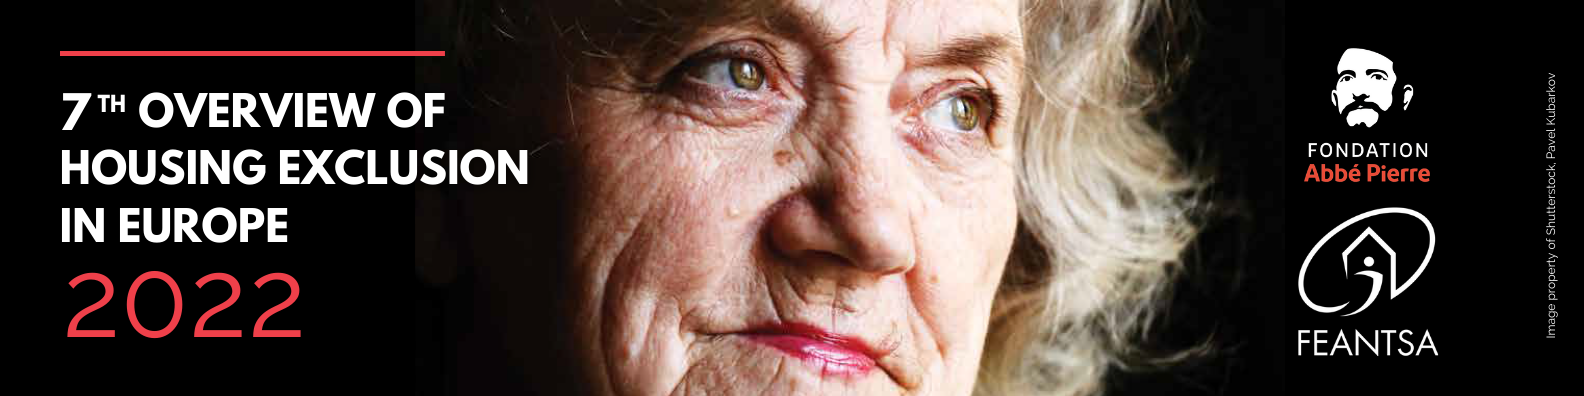 7TH OVERVIEW OF
HOUSING EXCLUSION
IN EUROPE
2022
FONDATION
Abbé Pierre
FEANTSA
Image property of Shutterstock, Pavel Kubarkov